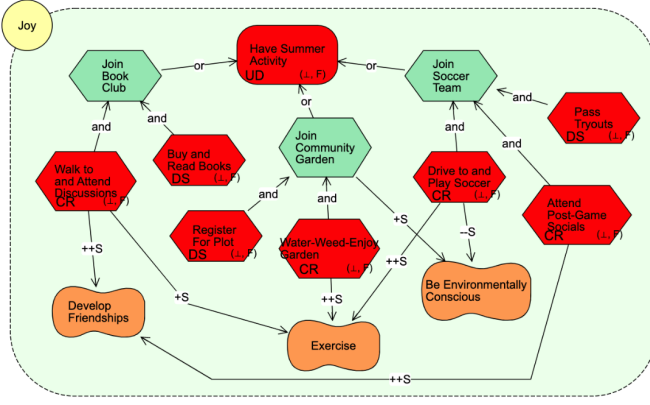 Joy
Have Summer
Activity
UD (⊥, F)
or
or
or
Join
Book
Club
Join
Soccer
Team
and
and
and
and
and
Pass
Tryouts
DS (⊥, F)
Join
Community
Garden
Buy and
Read Books
DS (⊥, F)
Walk to
and Attend
Discussions
CR (⊥, F)
Drive to and
Play Soccer
CR (⊥, F)
and
and
Attend
Post-Game
Socials
CR (⊥, F)
Register
For Plot
DS (⊥, F)
Water-Weed-Enjoy
Garden
CR (⊥, F)
+S
--S
++S
++S
+S
++S
Be Environmentally
Conscious
Develop
Friendships
Exercise
++S